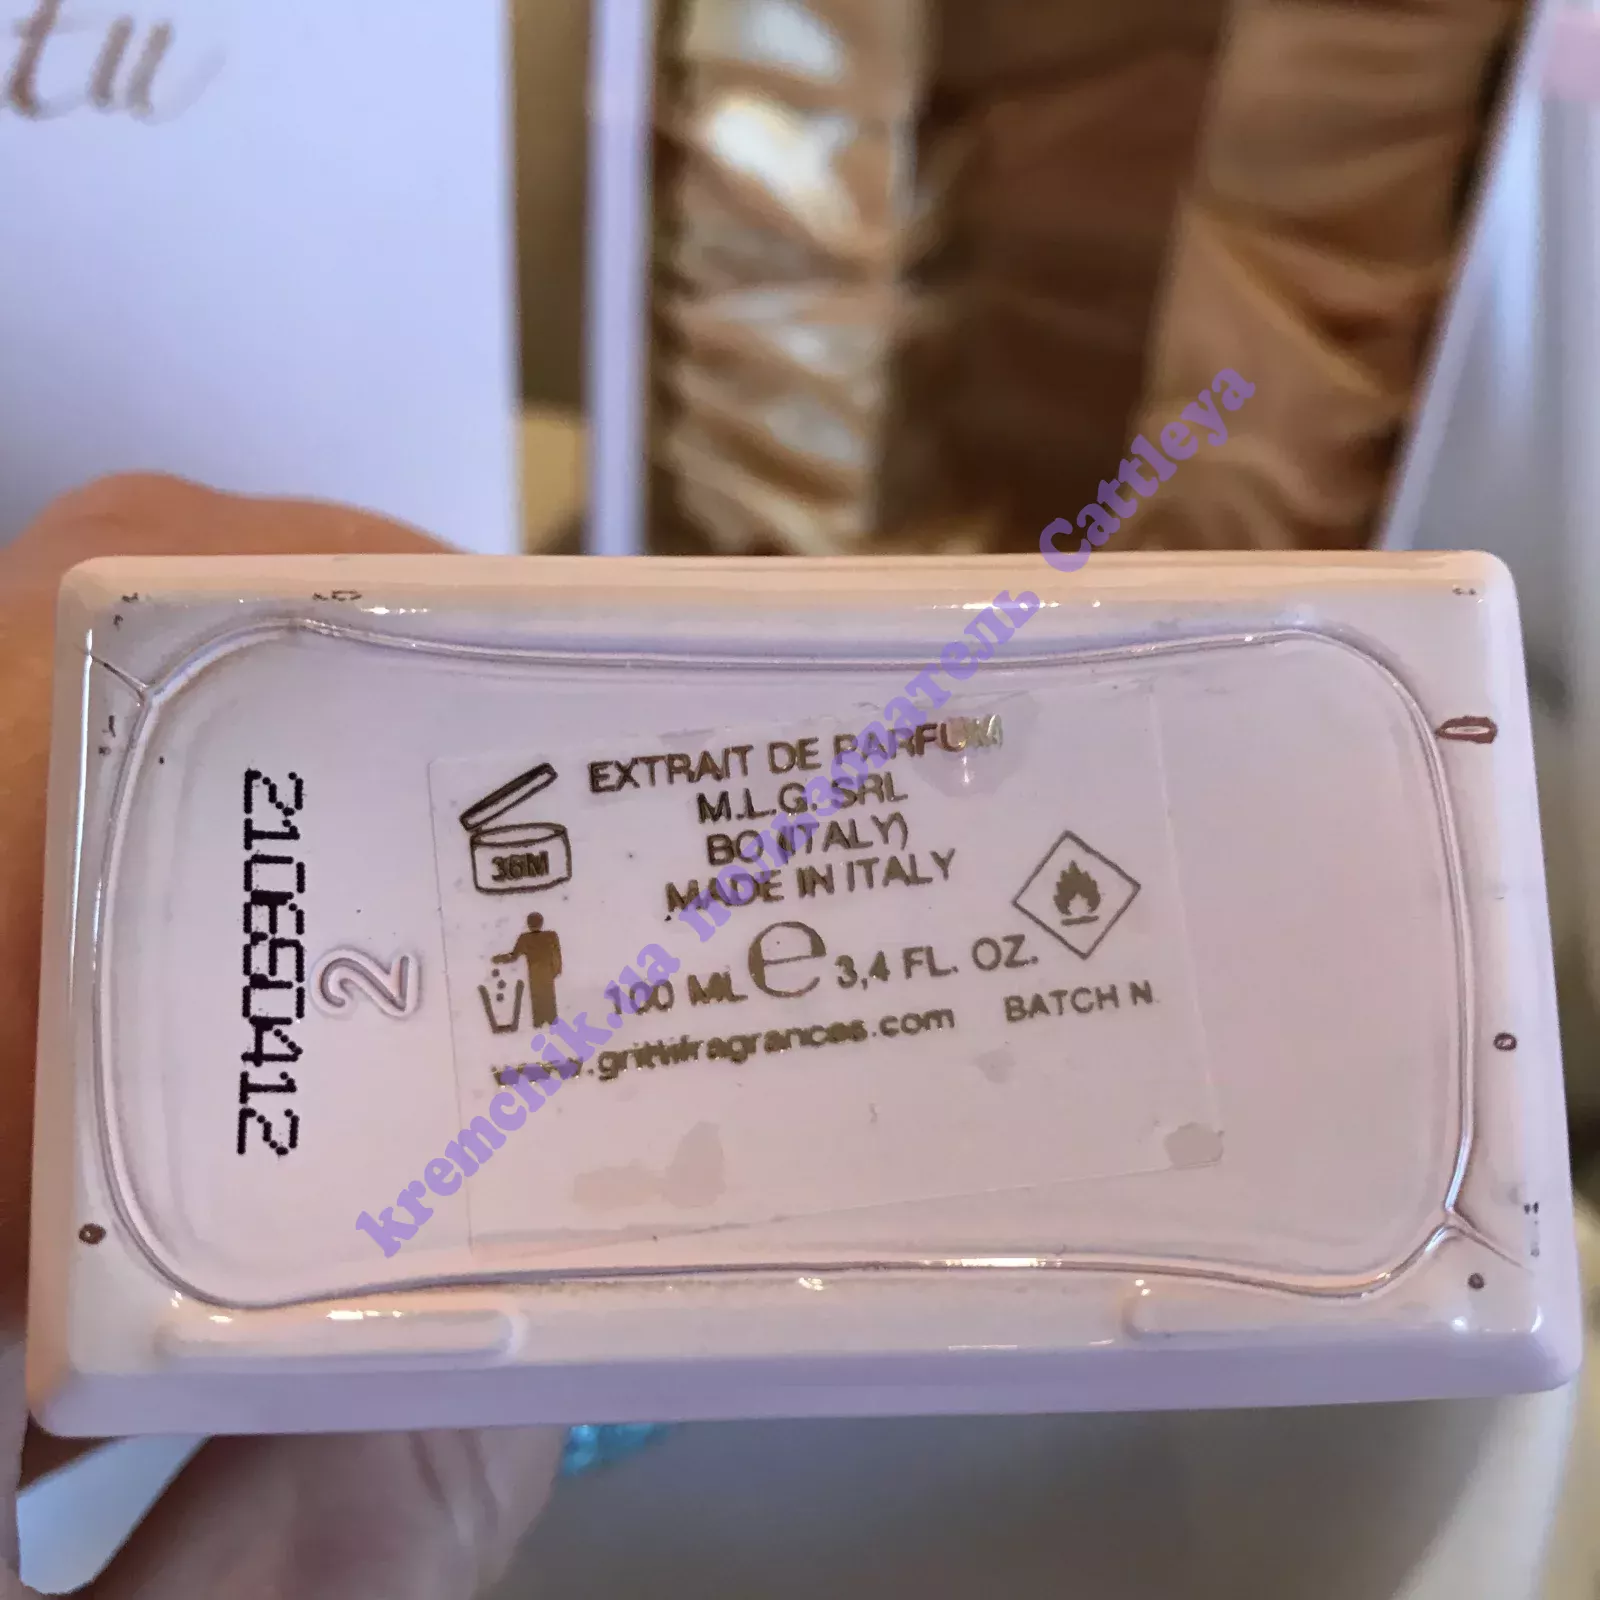 tu
EXTRAIT DE PARFUM
M.L.G. SRL
BO (ITALY)
MADE IN ITALY
36M
100 ML e 3,4 FL. OZ.
www.grittifragrances.com
BATCH N.
2
kremchik.ua пользователь Cattleya